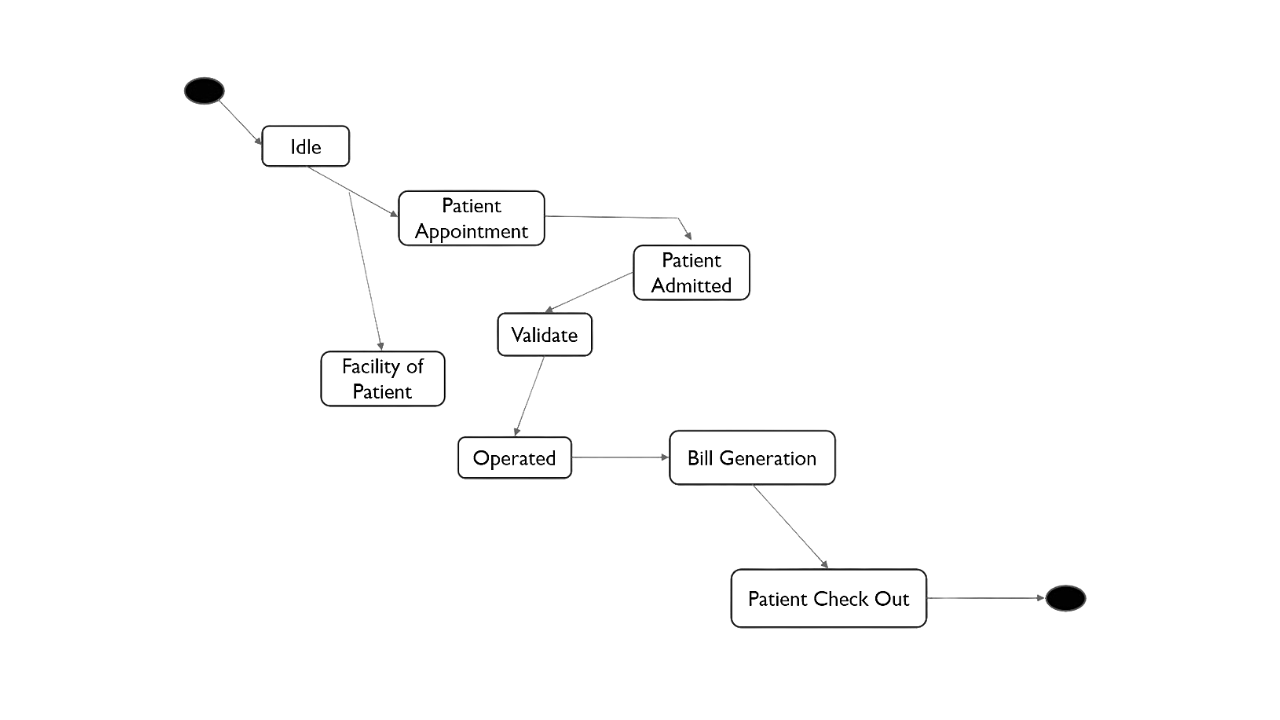 Idle
Patient
Appointment
Patient
Admitted
Validate
Facility of
Patient
Operated
Bill Generation
Patient Check Out